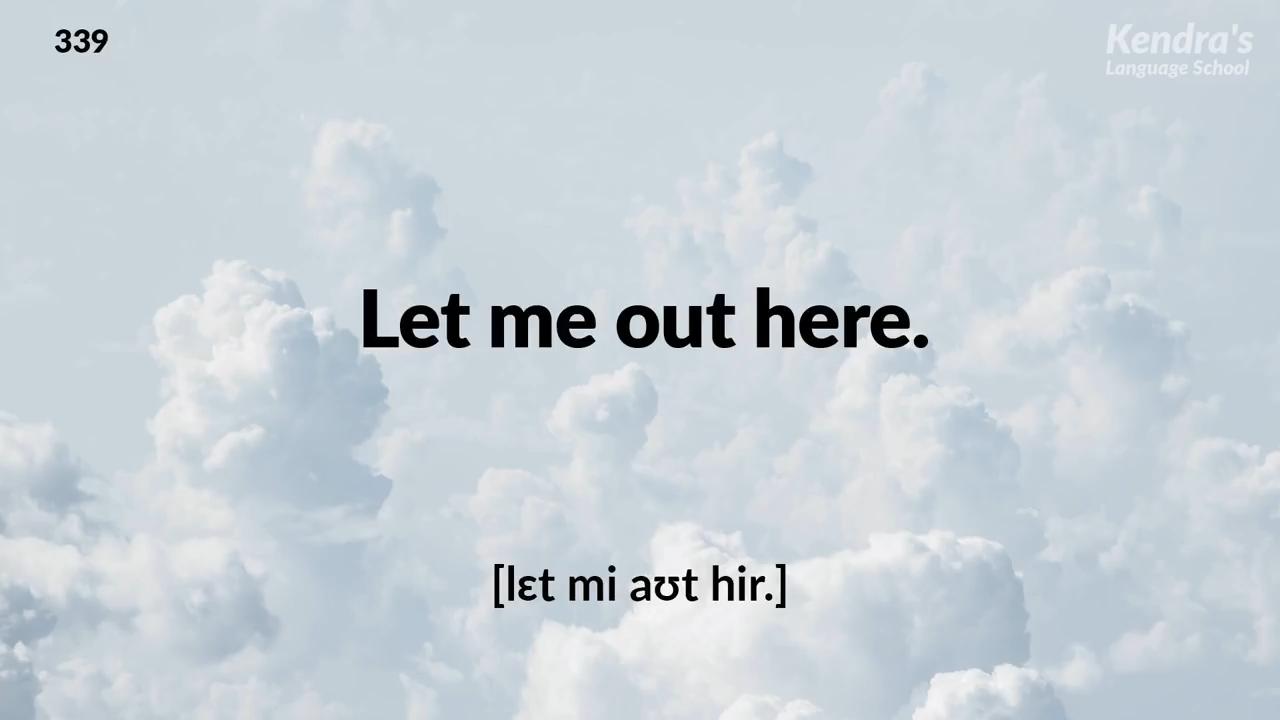 339
Kendra's
Language School
Let me out here.
[lɛt mi aʊt hir.]